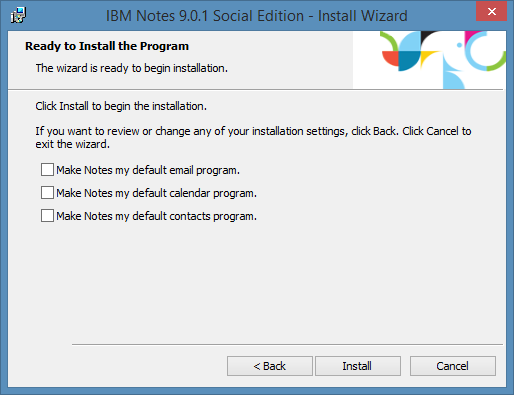 IBM Notes 9.0.1 Social Edition - Install Wizard
Ready to Install the Program
The wizard is ready to begin installation.
Click Install to begin the installation.
If you want to review or change any of your installation settings, click Back. Click Cancel to
exit the wizard.
Make Notes my default email program.
Make Notes my default calendar program.
Make Notes my default contacts program.
< Back
Install
Cancel